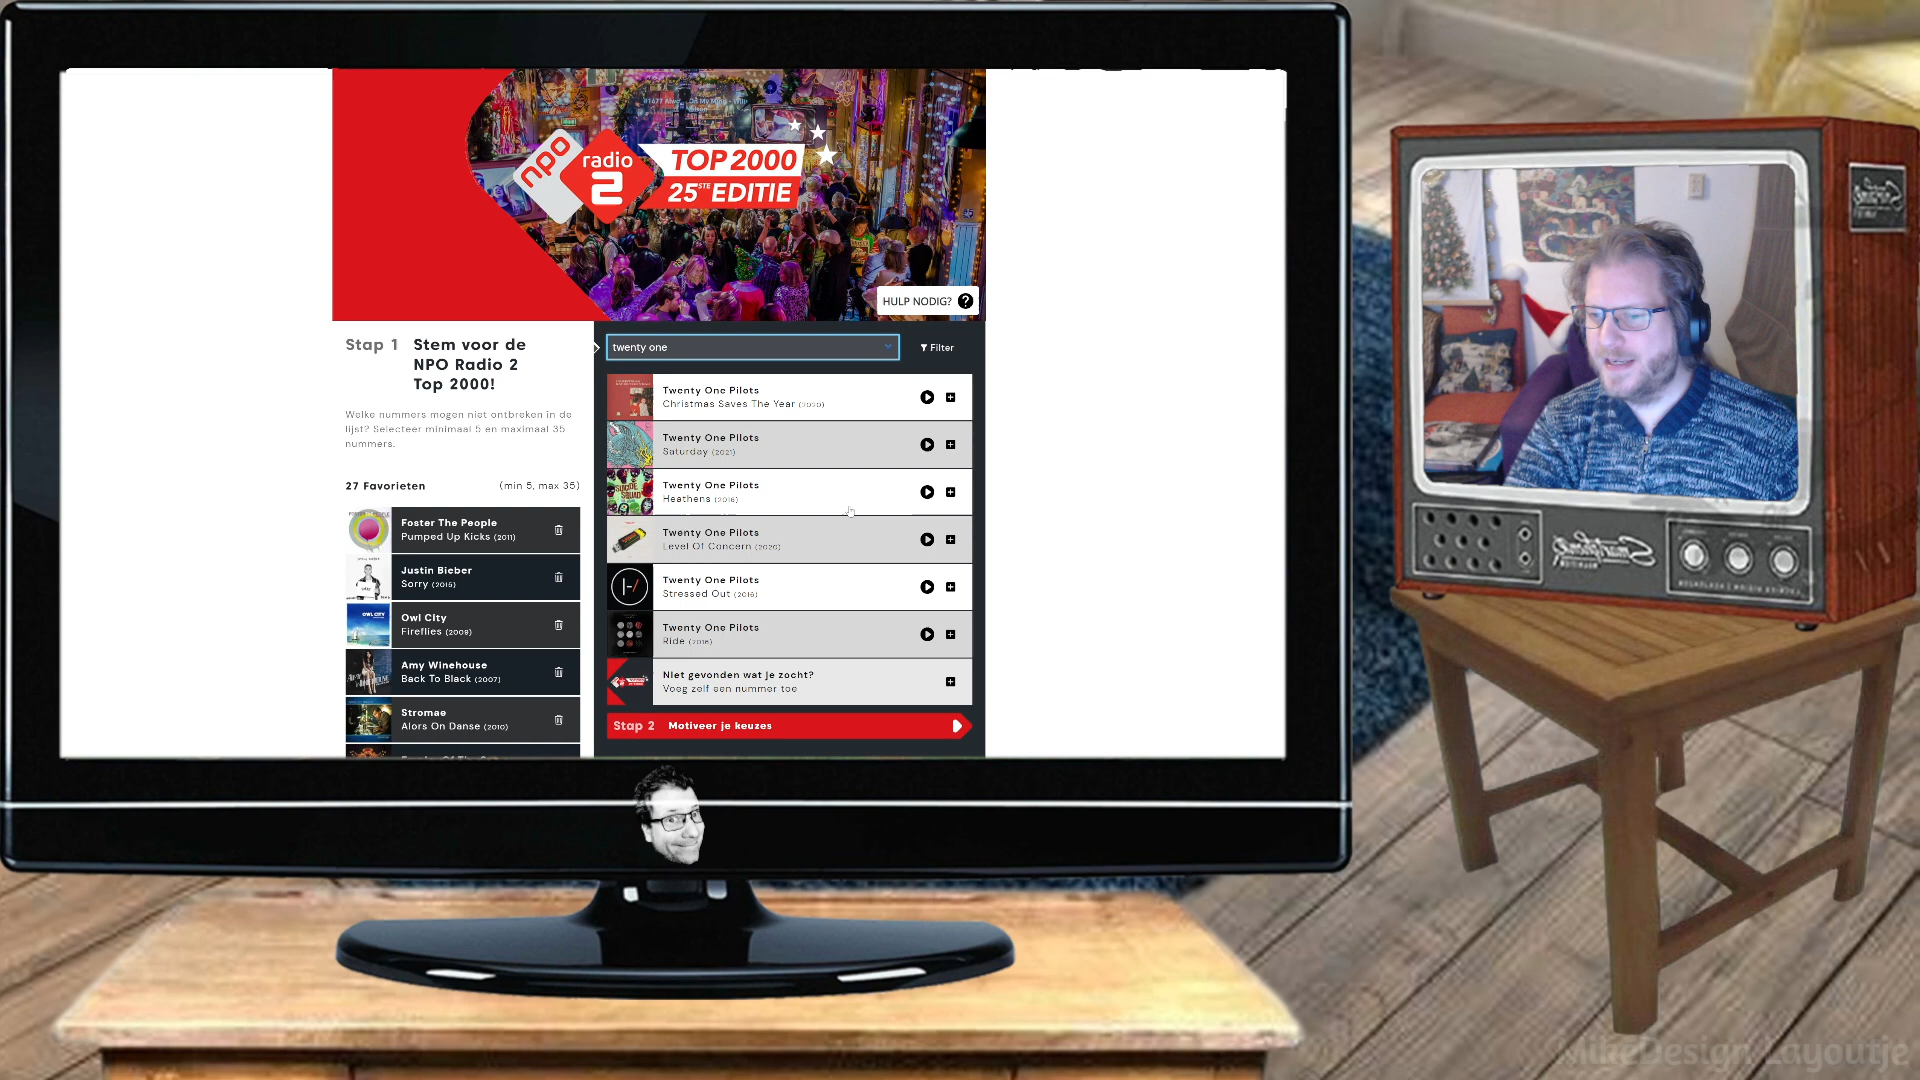 npo
radio
2
TOP 2000
25STE EDITIE
HULP NODIG? ?
Stap 1 Stem voor de
NPO Radio 2
Top 2000!
Welke nummers mogen niet ontbreken in de
lijst? Selecteer minimaal 5 en maximaal 35
nummers.
27 Favorieten (min 5, max 35)
Foster The People
Pumped Up Kicks (2011)
Justin Bieber
Sorry (2015)
Owl City
Fireflies (2009)
Amy Winehouse
Back To Black (2007)
Stromae
Alors On Danse (2010)
twenty one
Filter
Twenty One Pilots
Christmas Saves The Year (2020)
Twenty One Pilots
Saturday (2021)
Twenty One Pilots
Heathens (2016)
Twenty One Pilots
Level Of Concern (2020)
Twenty One Pilots
Stressed Out (2016)
Twenty One Pilots
Ride (2016)
Niet gevonden wat je zocht?
Voeg zelf een nummer toe
Stap 2 Motiveer je keuzes
MikeDesign Layoutje